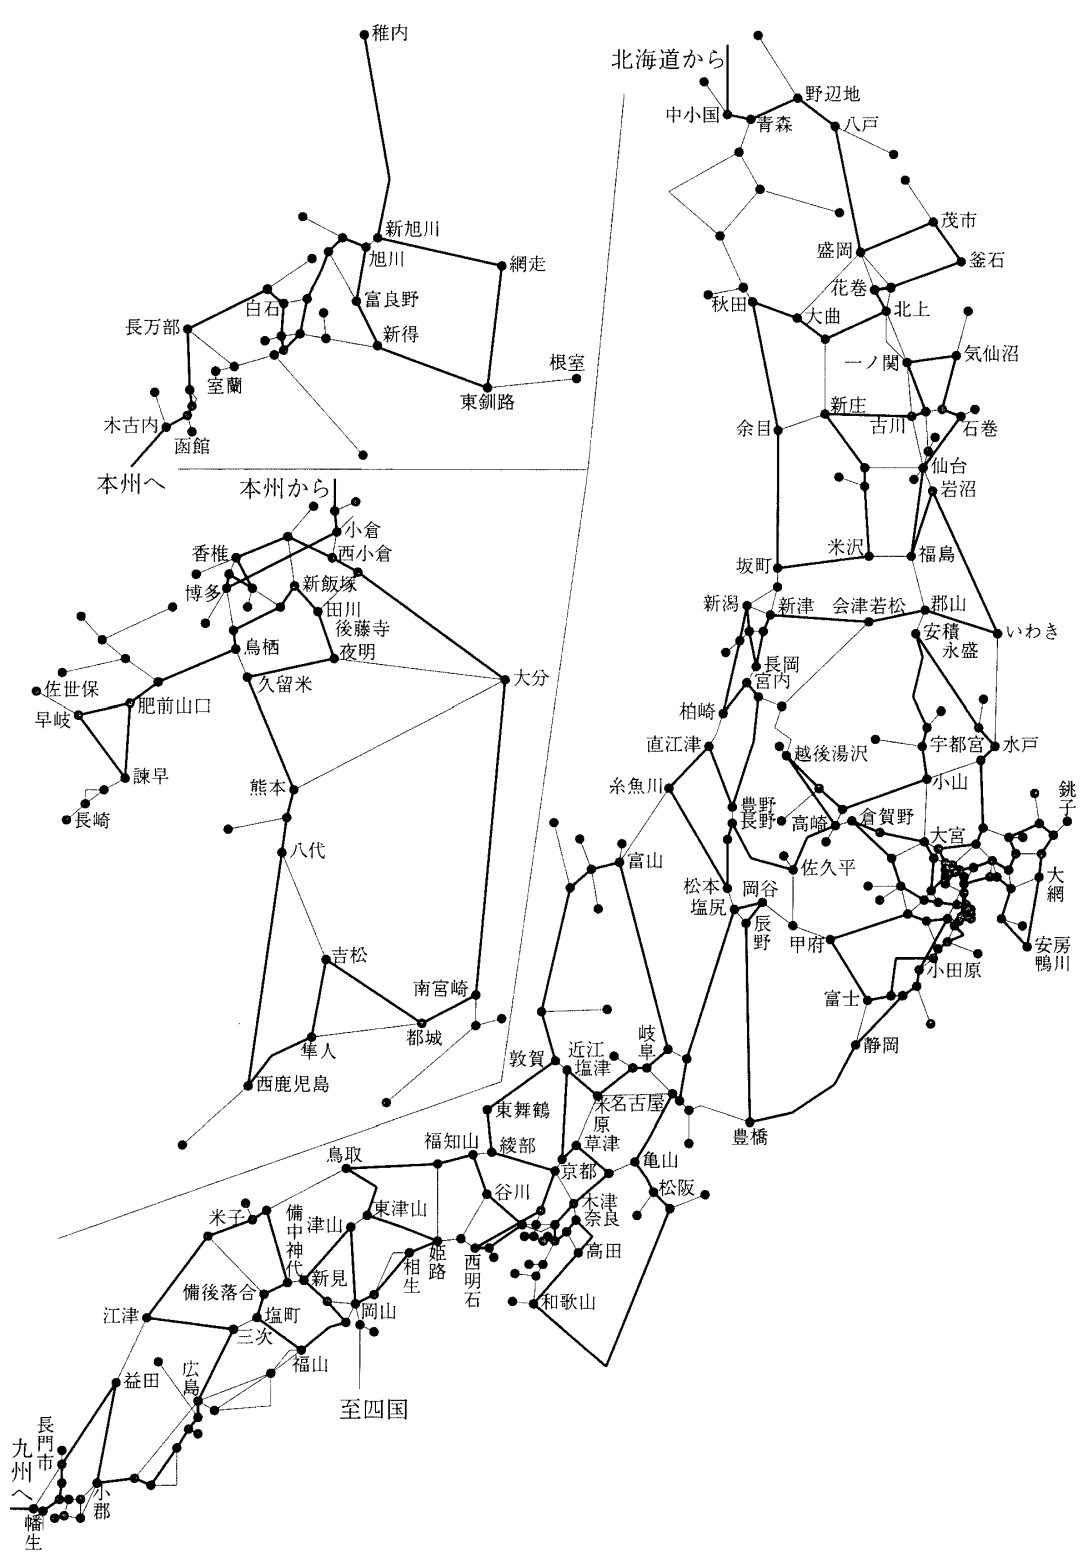 稚内
新旭川
旭川
網走
富良野
白石
長万部
新得
室蘭
根室
東釧路
木古内
函館
本州へ
北海道から
野辺地
中小国
青森
八戸
茂市
盛岡
釜石
花巻
秋田
大曲
北上
一ノ関
気仙沼
新庄
余目
古川
石巻
仙台
岩沼
米沢
福島
坂町
新潟
新津
会津若松
郡山
安積
永盛
いわき
長岡
宮内
柏崎
直江津
越後湯沢
宇都宮
水戸
糸魚川
豊野
長野
小山
高崎
倉賀野
大宮
銚子
佐久平
富山
松本
塩尻
岡谷
辰野
大網
甲府
安房
鴨川
小田原
富士
静岡
豊橋
岐阜
敦賀
近江
塩津
米原
名古屋
東舞鶴
草津
福知山
綾部
京都
亀山
鳥取
谷川
木津
奈良
松阪
東津山
米子
備中神代
津山
姫路
西明石
高田
相生
新見
備後落合
岡山
和歌山
江津
塩町
三次
福山
広島
益田
至四国
長門市
九州へ
小郡
幡生
本州から
小倉
香椎
西小倉
博多
新飯塚
田川
後藤寺
鳥栖
夜明
久留米
大分
佐世保
早岐
肥前山口
諫早
長崎
熊本
八代
吉松
南宮崎
隼人
都城
西鹿児島